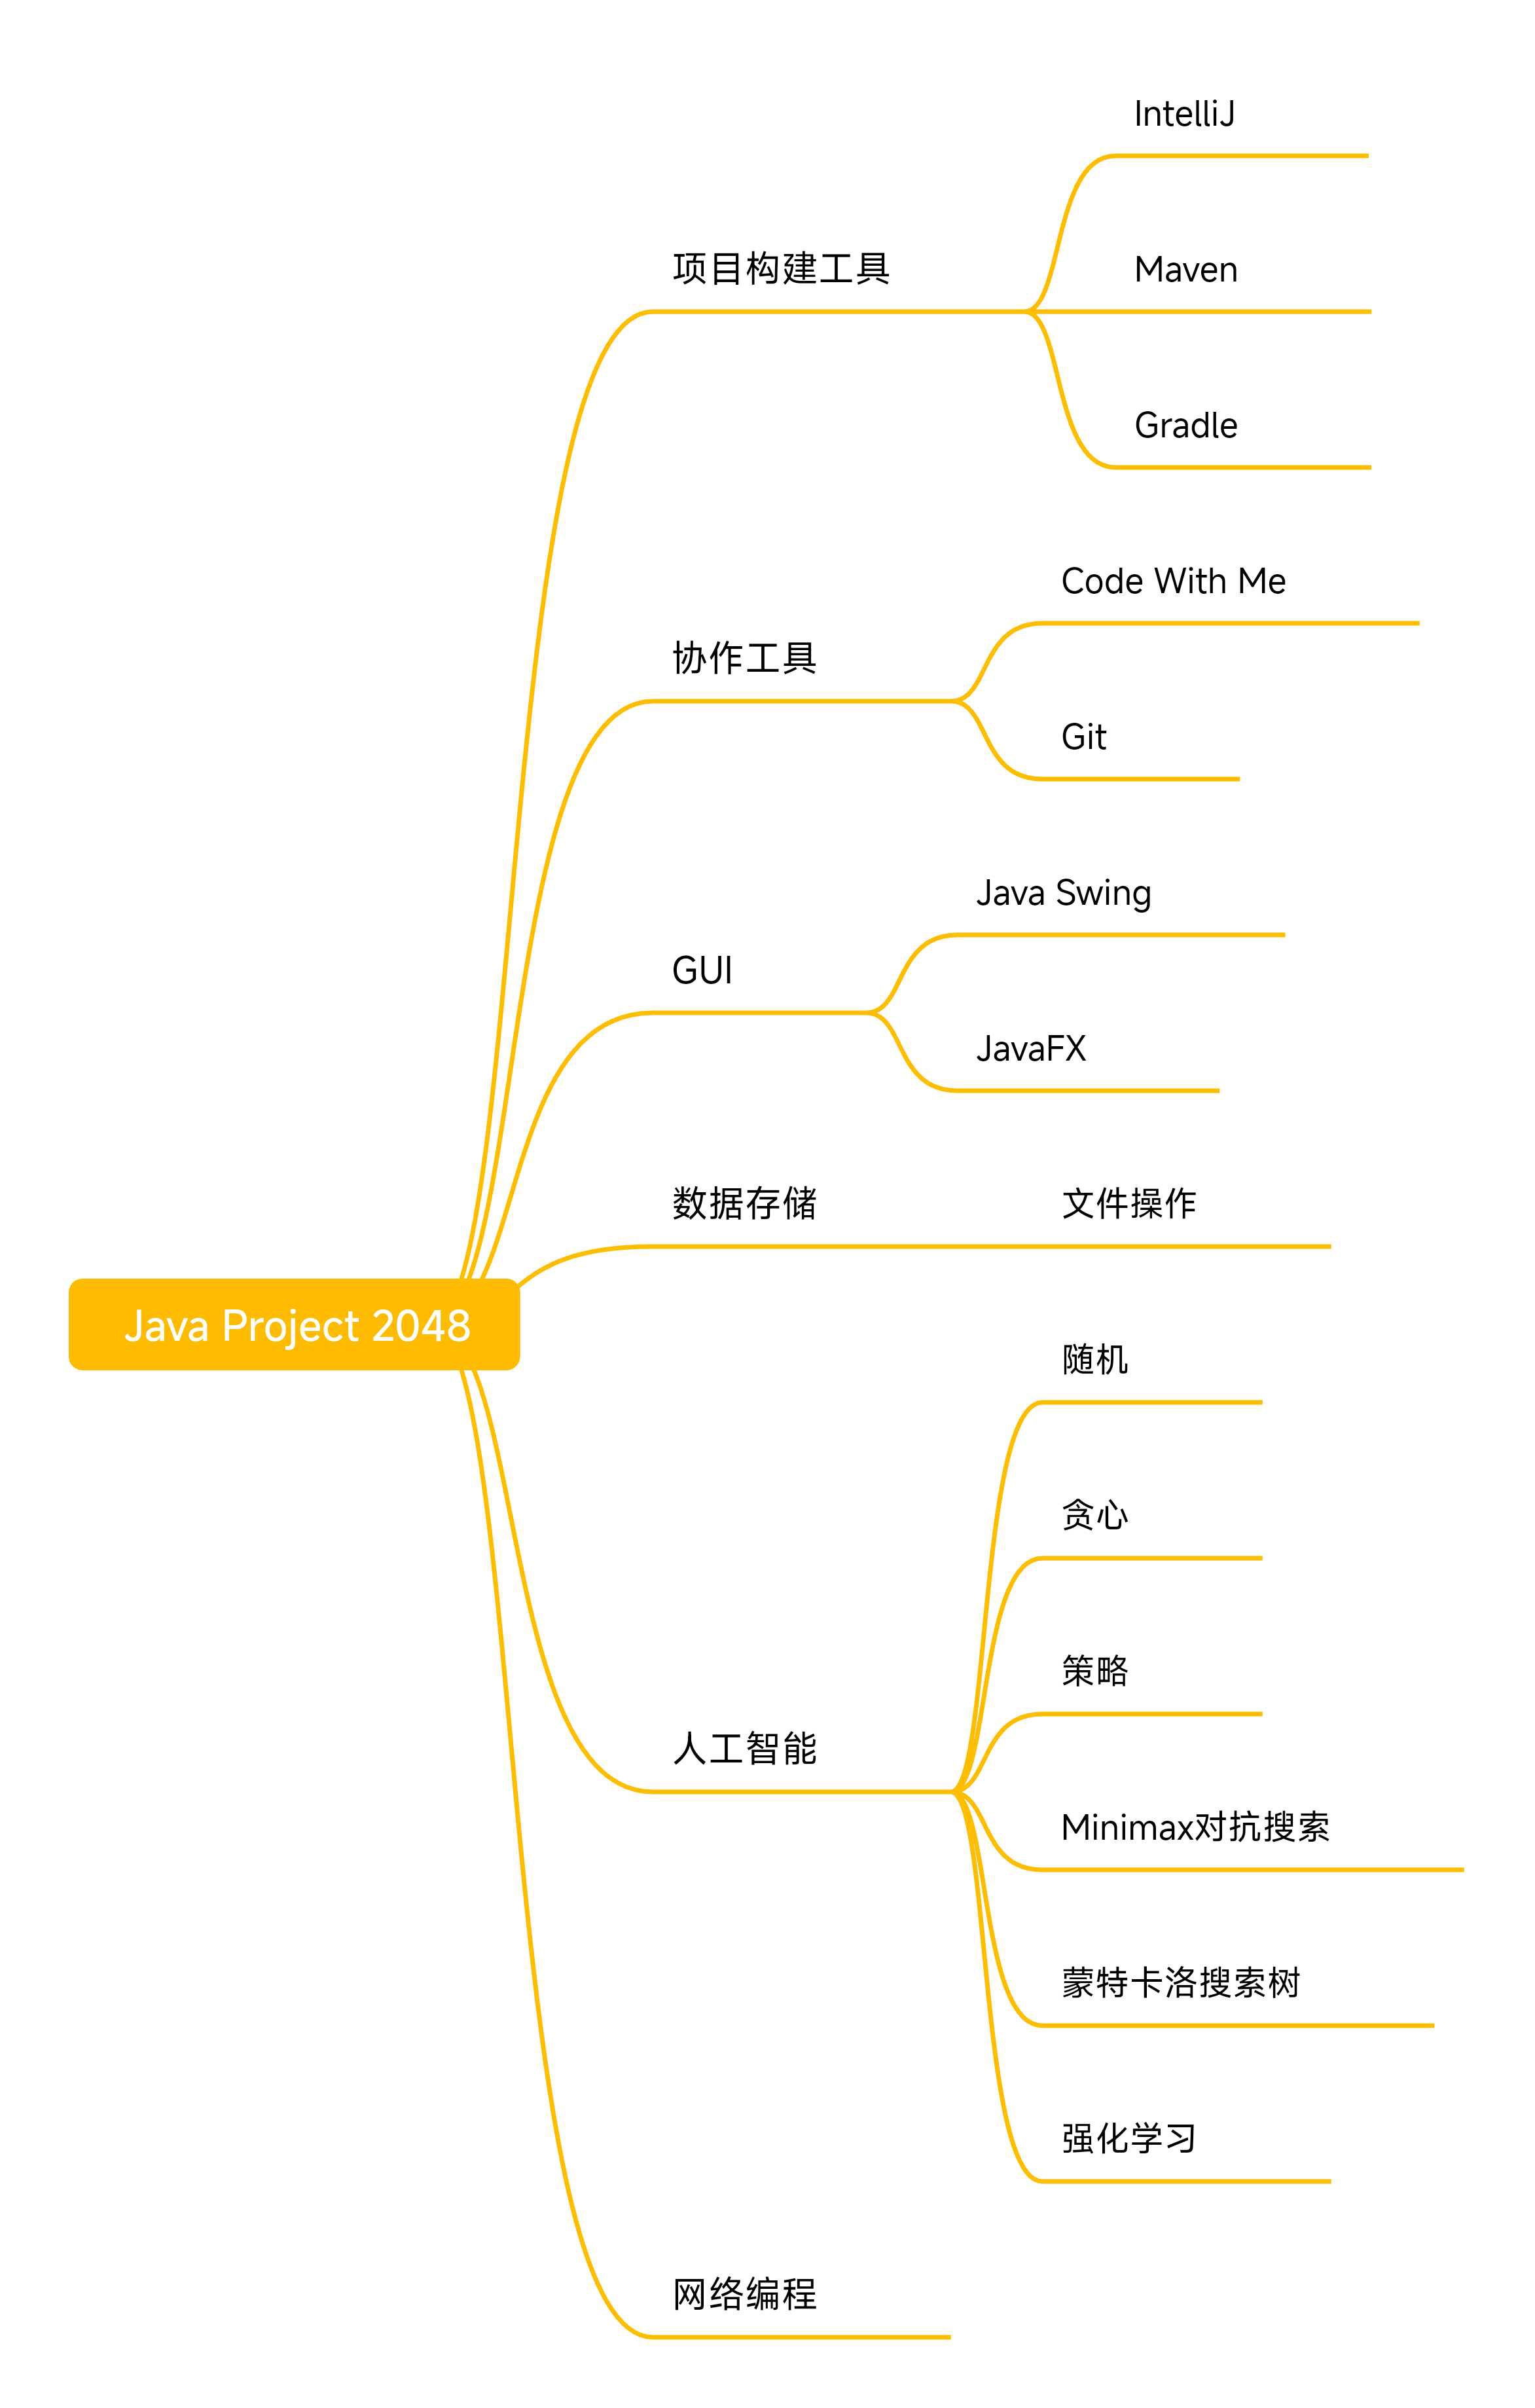 Java Project 2048
项目构建工具
IntelliJ
Maven
Gradle
协作工具
Code With Me
Git
GUI
Java Swing
JavaFX
数据存储
文件操作
人工智能
随机
贪心
策略
Minimax对抗搜索
蒙特卡洛搜索树
强化学习
网络编程